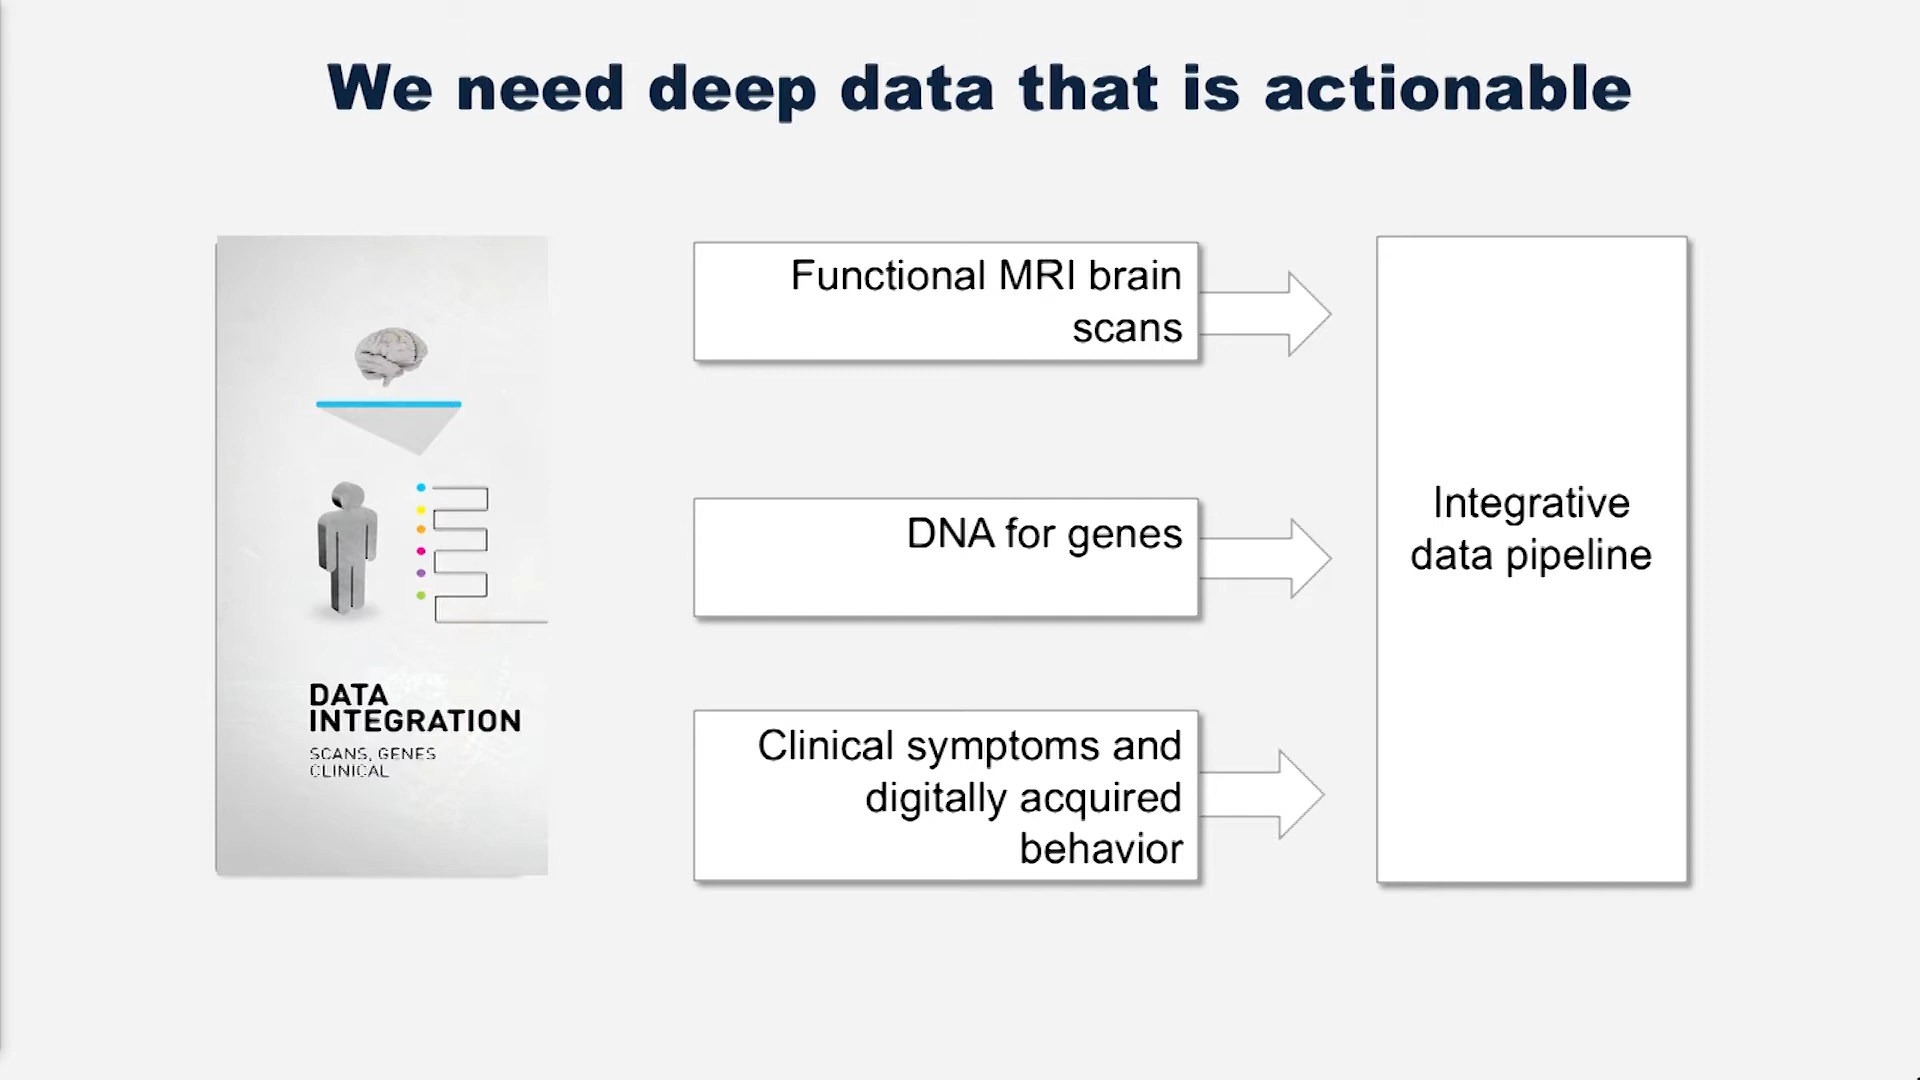 We need deep data that is actionable
Functional MRI brain
scans
DNA for genes
Clinical symptoms and
digitally acquired
behavior
Integrative
data pipeline
DATA
INTEGRATION
SCANS, GENES
CLINICAL